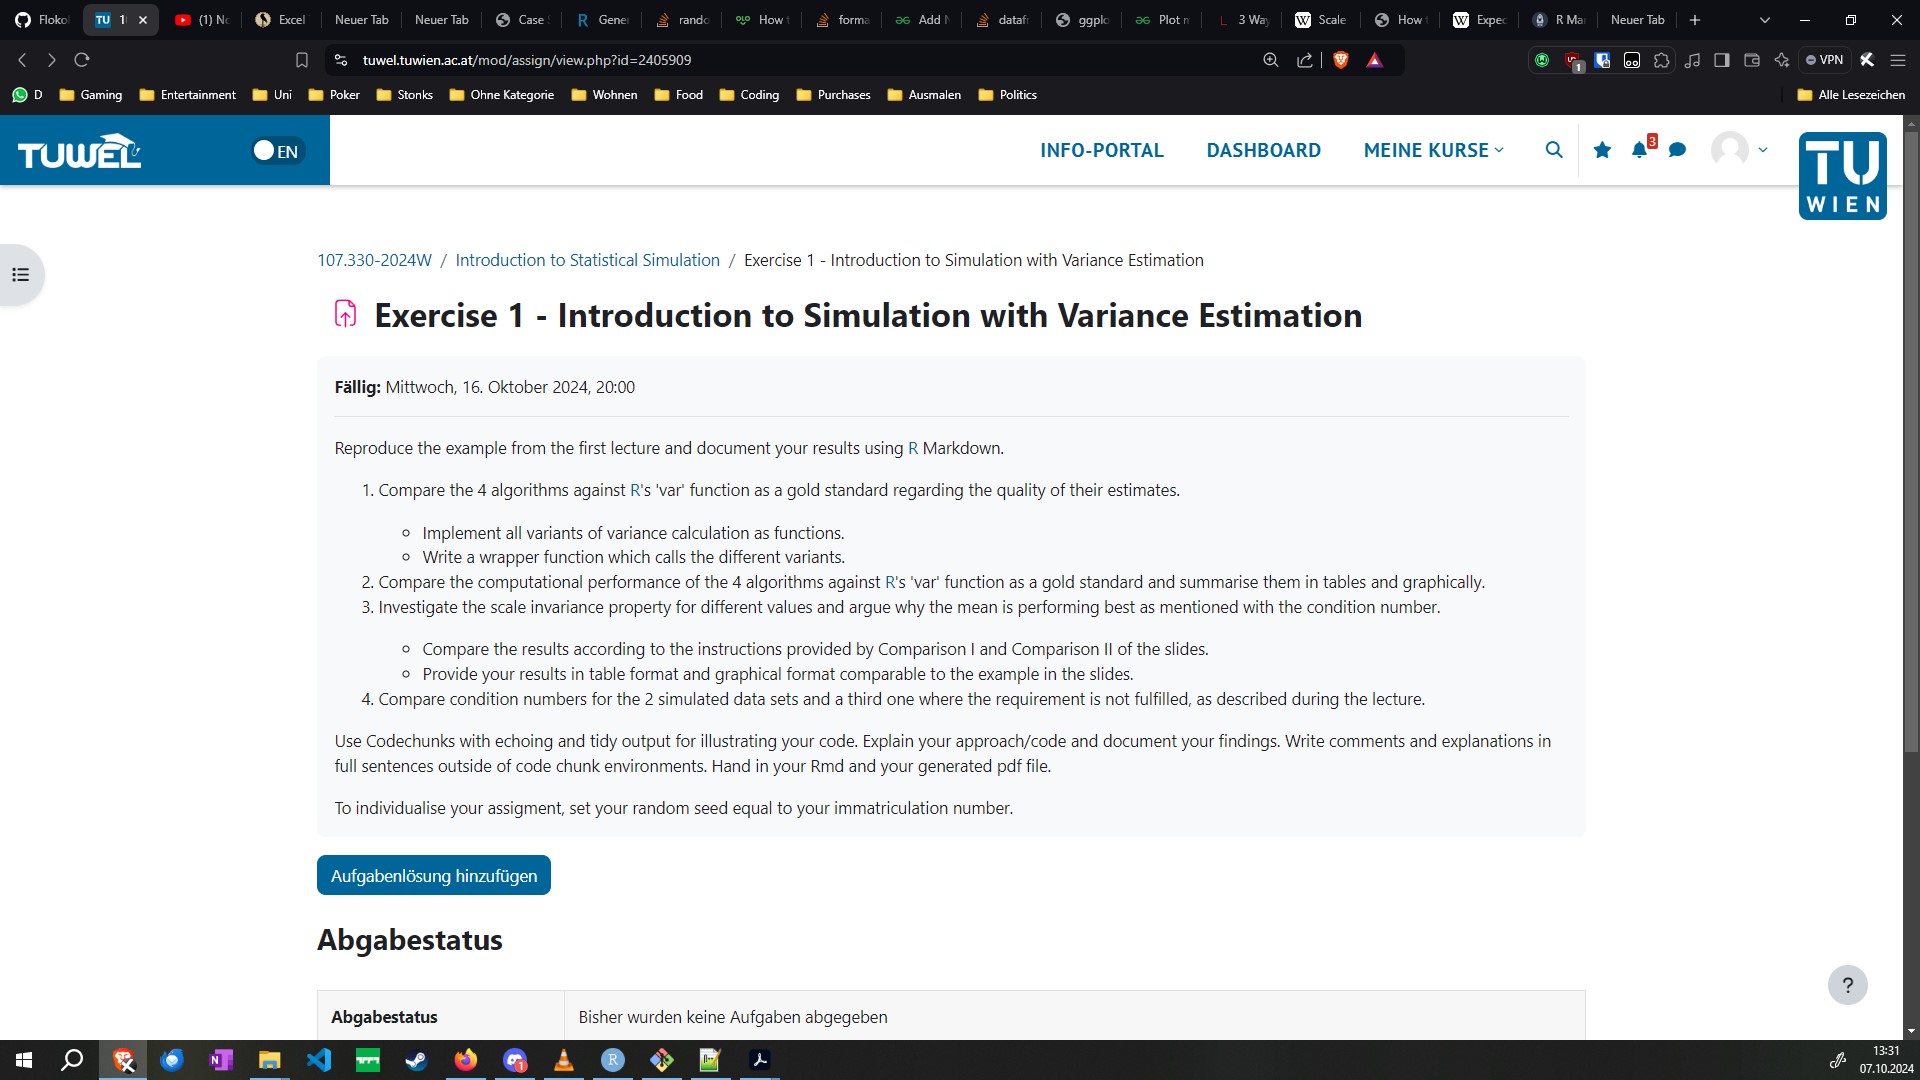 Flokol
1
(1) No
Excel
Neuer Tab
Neuer Tab
Case
Gener
rando
How t
forma
Add N
dataf
ggplo
Plot m
3 Way
Scale
How
Expec
R Mar
Neuer Tab
tuwel.tuwien.ac.at/mod/assign/view.php?id=2405909
1
VPN
D
Gaming
Entertainment
Uni
Poker
Stonks
Ohne Kategorie
Wohnen
Food
Coding
Purchases
Ausmalen
Politics
Alle Lesezeichen
TUWEL
EN
INFO-PORTAL
DASHBOARD
MEINE KURSE
3
TU
WIEN
107.330-2024W / Introduction to Statistical Simulation / Exercise 1 - Introduction to Simulation with Variance Estimation
Exercise 1 - Introduction to Simulation with Variance Estimation
Fällig: Mittwoch, 16. Oktober 2024, 20:00
Reproduce the example from the first lecture and document your results using R Markdown.
1. Compare the 4 algorithms against R's 'var' function as a gold standard regarding the quality of their estimates.
Implement all variants of variance calculation as functions.
Write a wrapper function which calls the different variants.
2. Compare the computational performance of the 4 algorithms against R's 'var' function as a gold standard and summarise them in tables and graphically.
3. Investigate the scale invariance property for different values and argue why the mean is performing best as mentioned with the condition number.
Compare the results according to the instructions provided by Comparison I and Comparison II of the slides.
Provide your results in table format and graphical format comparable to the example in the slides.
4. Compare condition numbers for the 2 simulated data sets and a third one where the requirement is not fulfilled, as described during the lecture.
Use Codechunks with echoing and tidy output for illustrating your code. Explain your approach/code and document your findings. Write comments and explanations in
full sentences outside of code chunk environments. Hand in your Rmd and your generated pdf file.
To individualise your assigment, set your random seed equal to your immatriculation number.
Aufgabenlösung hinzufügen
Abgabestatus
Abgabestatus
Bisher wurden keine Aufgaben abgegeben
?
13:31
07.10.2024